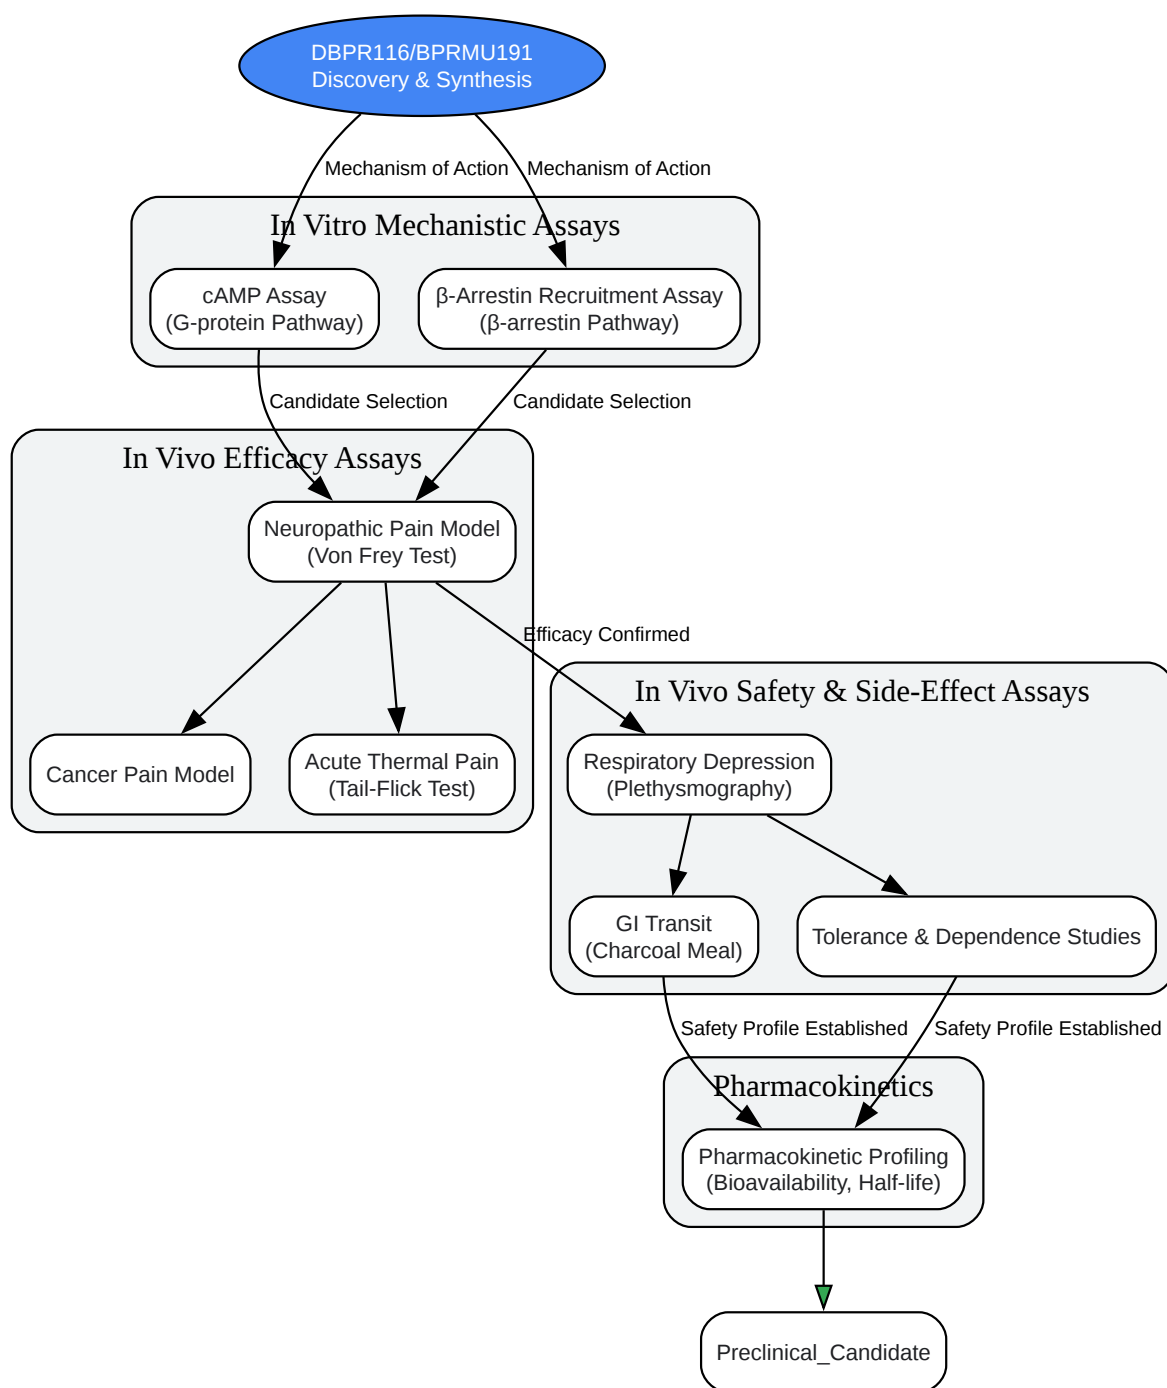 DBPR116/BPRMU191
Discovery & Synthesis
Mechanism of Action
Mechanism of Action
In Vitro Mechanistic Assays
cAMP Assay
(G-protein Pathway)
β-Arrestin Recruitment Assay
(β-arrestin Pathway)
Candidate Selection
Candidate Selection
In Vivo Efficacy Assays
Neuropathic Pain Model
(Von Frey Test)
Efficacy Confirmed
In Vivo Safety & Side-Effect Assays
Cancer Pain Model
Acute Thermal Pain
(Tail-Flick Test)
Respiratory Depression
(Plethysmography)
GI Transit
(Charcoal Meal)
Tolerance & Dependence Studies
Safety Profile Established
Safety Profile Established
Pharmacokinetics
Pharmacokinetic Profiling
(Bioavailability, Half-life)
Preclinical_Candidate